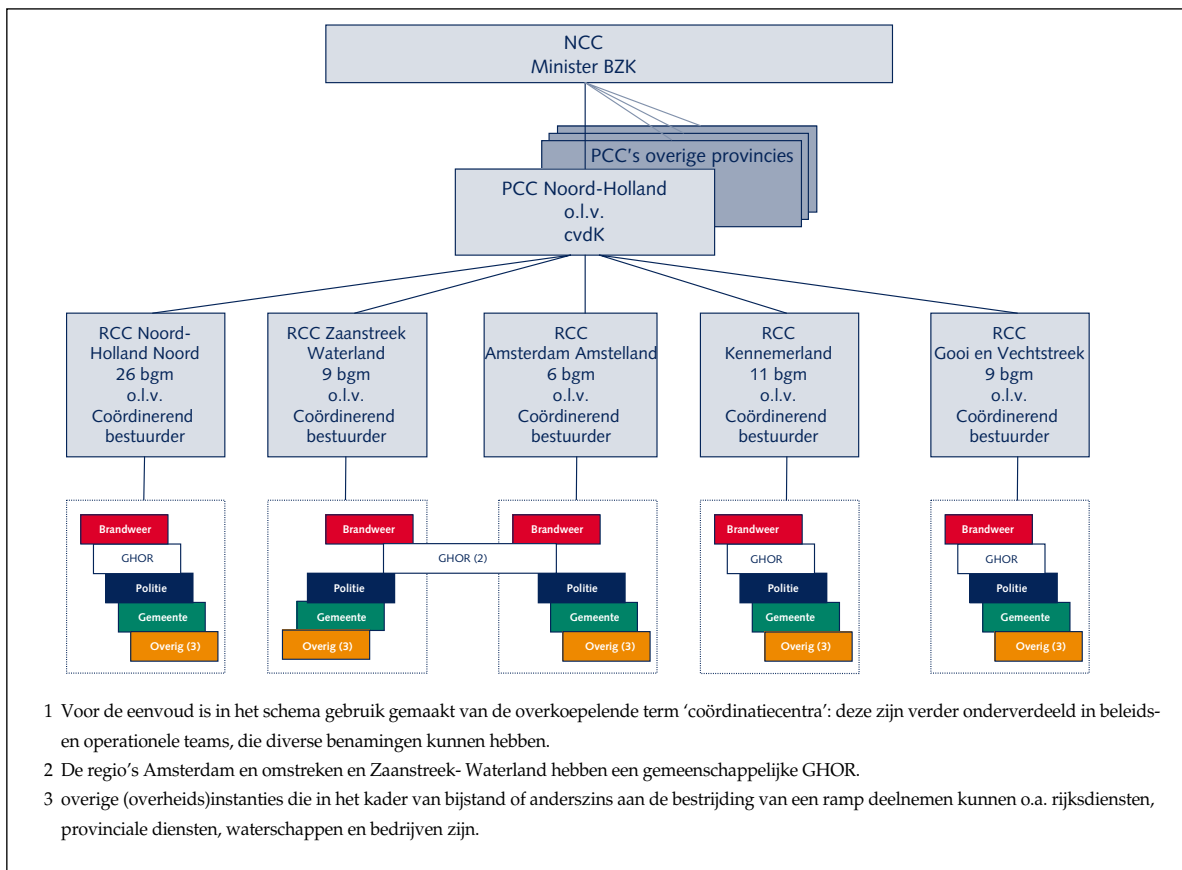 NCC
Minister BZK
PCC's overige provincies
PCC Noord-Holland
o.l.v.
cvdK
RCC Noord-
Holland Noord
26 bgm
o.l.v.
Coördinerend
bestuurder
RCC Zaanstreek
Waterland
9 bgm
o.l.v.
Coördinerend
bestuurder
RCC
Amsterdam Amstelland
6 bgm
o.l.v.
Coördinerend
bestuurder
RCC
Kennemerland
11 bgm
o.l.v.
Coördinerend
bestuurder
RCC
Gooi en Vechtstreek
9 bgm
o.l.v.
Coördinerend
bestuurder
Brandweer
GHOR
Politie
Gemeente
Overig (3)
Brandweer
GHOR (2)
Politie
Gemeente
Overig (3)
Brandweer
Politie
Gemeente
Overig (3)
Brandweer
GHOR
Politie
Gemeente
Overig (3)
Brandweer
GHOR
Politie
Gemeente
Overig (3)
1 Voor de eenvoud is in het schema gebruik gemaakt van de overkoepelende term ‘coördinatiecentra’: deze zijn verder onderverdeeld in beleids-
en operationele teams, die diverse benamingen kunnen hebben.
2 De regio's Amsterdam en omstreken en Zaanstreek- Waterland hebben een gemeenschappelijke GHOR.
3 overige (overheids)instanties die in het kader van bijstand of anderszins aan de bestrijding van een ramp deelnemen kunnen o.a. rijksdiensten,
provinciale diensten, waterschappen en bedrijven zijn.